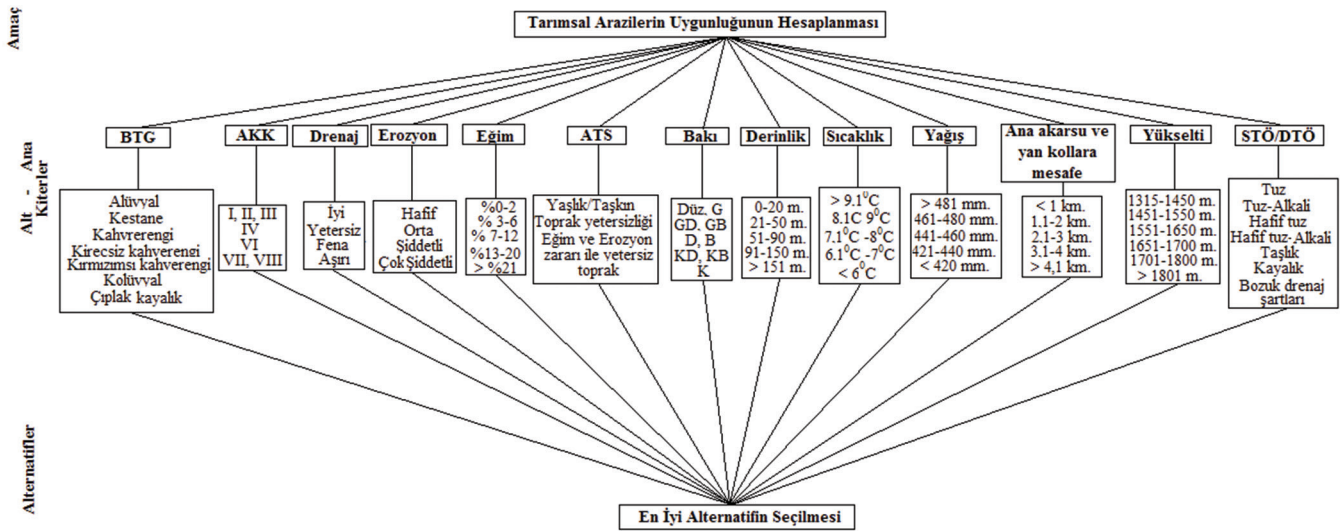 Amaç
Tarımsal Arazilerin Uygunluğunun Hesaplanması
Alt - Ana
Kiterler
BTG
Alüvyal
Kestane
Kahvrerengi
Kirecsiz kahverengi
Kırmızımsı kahverengi
Kolüvyal
Çıplak kayalık
AKK
I, II, III
IV
VI
VII, VIII
Drenaj
İyi
Yetersiz
Fena
Aşırı
Erozyon
Hafif
Orta
Şiddetli
Çok Şiddetli
Eğim
%0-2
% 3-6
% 7-12
%13-20
> %21
ATS
Yaşlık/Taşkın
Toprak yetersizliği
Eğim ve Erozyon
zararı ile yetersiz
toprak
Bakı
Düz, G
GD, GB
D, B
KD, KB
K
Derinlik
0-20 m.
21-50 m.
51-90 m.
91-150 m.
> 151 m.
Sıcaklık
> 9.1⁰C
8.1C 9⁰C
7.1⁰C -8⁰C
6.1⁰C -7⁰C
< 6⁰C
Yağış
> 481 mm.
461-480 mm.
441-460 mm.
421-440 mm.
< 420 mm.
Ana akarsu ve
yan kollara
mesafe
< 1 km.
1.1-2 km.
2.1-3 km.
3.1-4 km.
> 4,1 km.
Yükselti
1315-1450 m.
1451-1550 m.
1551-1650 m.
1651-1700 m.
1701-1800 m.
> 1801 m.
STÖ/DTÖ
Tuz
Tuz-Alkali
Hafif tuz
Hafif tuz-Alkali
Taşlık
Kayalık
Bozuk drenaj
şartları
Alternatifler
En İyi Alternatifin Seçilmesi